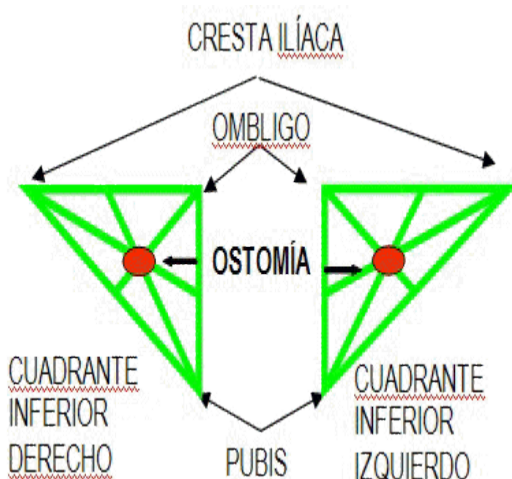 CRESTA ILÍACA
OMBLIGO
OSTOMÍA
CUADRANTE
INFERIOR
DERECHO
PUBIS
CUADRANTE
INFERIOR
IZQUIERDO